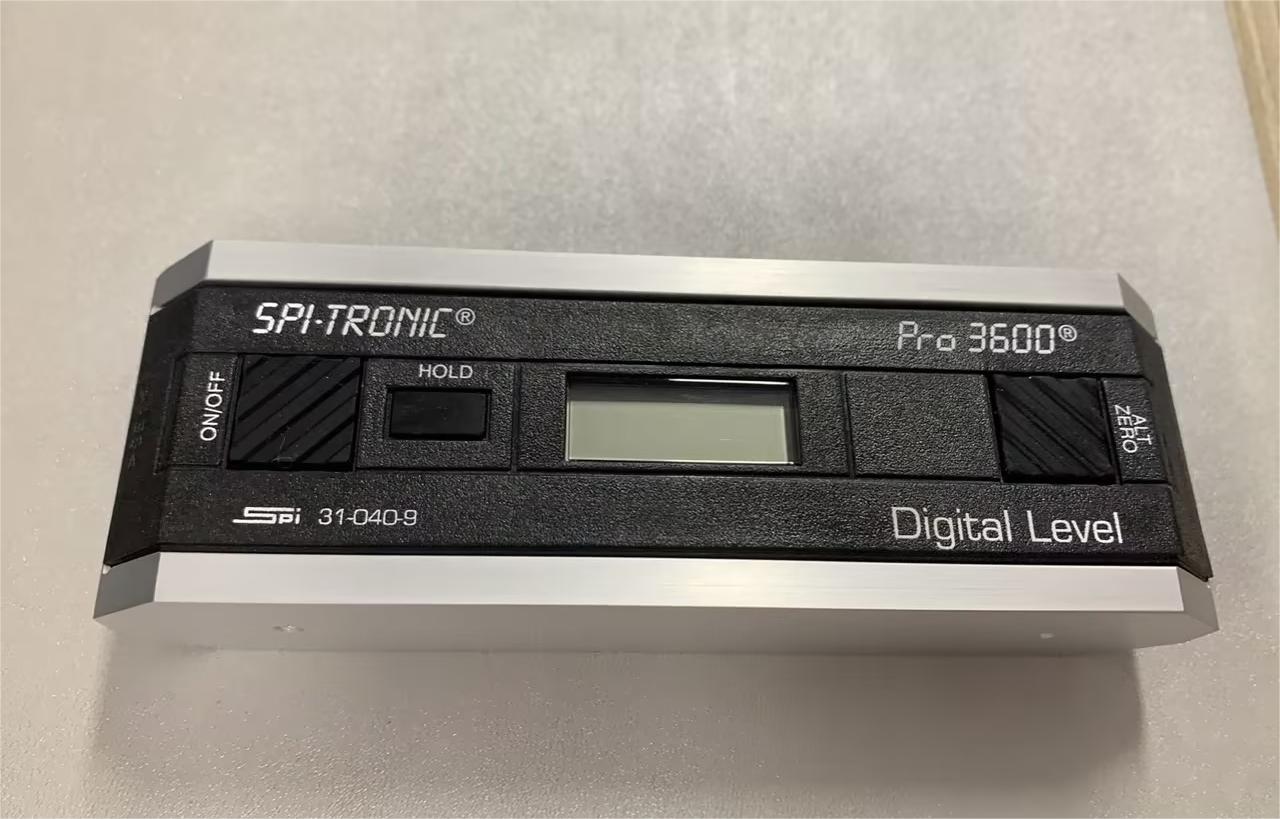 SPI-TRONIC®
Pro 3600®
ON/OFF
HOLD
ALT
ZERO
SPi 31-040-9
Digital Level